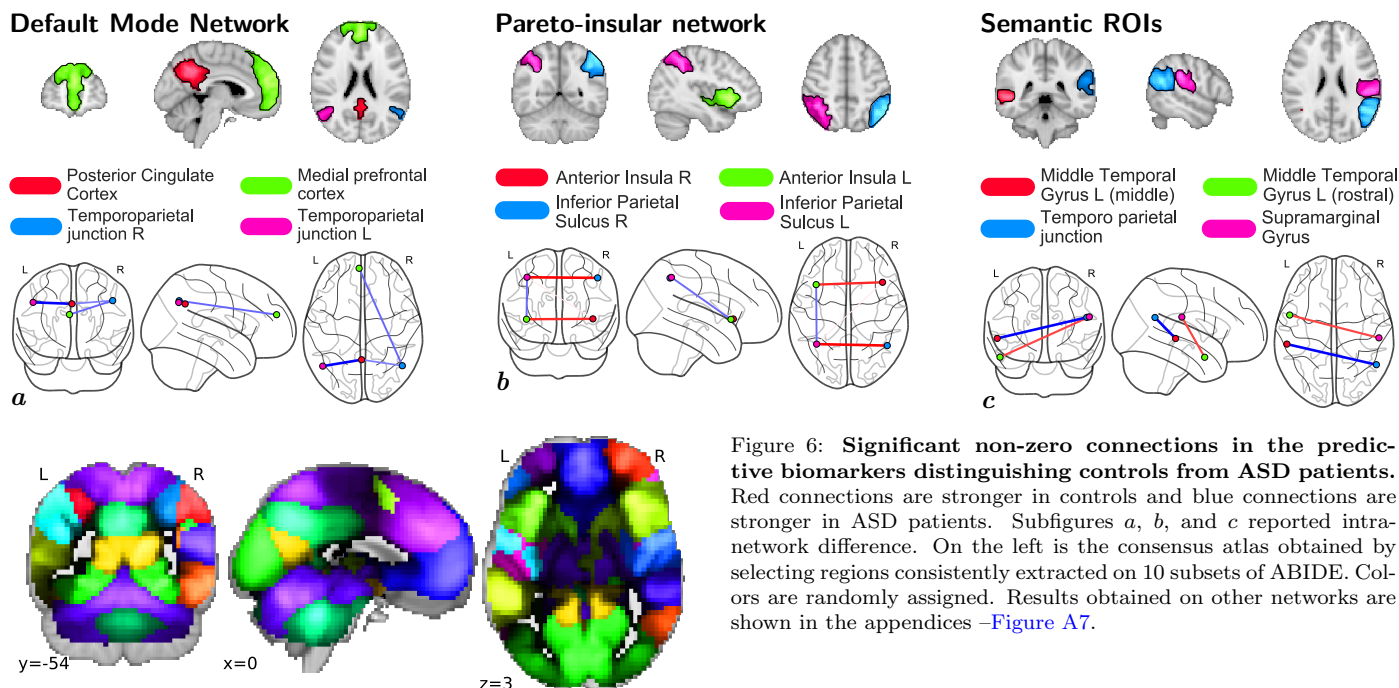 Default Mode Network
Posterior Cingulate
Cortex
Medial prefrontal
cortex
Temporoparietal
junction R
Temporoparietal
junction L
L R
L R
a
Pareto-insular network
Anterior Insula R
Anterior Insula L
Inferior Parietal
Sulcus R
Inferior Parietal
Sulcus L
L R
L R
b
Semantic ROIs
Middle Temporal
Gyrus L (middle)
Middle Temporal
Gyrus L (rostral)
Temporo parietal
junction
Supramarginal
Gyrus
L R
L R
c
L R
y=-54
x=0
L R
z=3
Figure 6: Significant non-zero connections in the predic-
tive biomarkers distinguishing controls from ASD patients.
Red connections are stronger in controls and blue connections are
stronger in ASD patients. Subfigures a, b, and c reported intra-
network difference. On the left is the consensus atlas obtained by
selecting regions consistently extracted on 10 subsets of ABIDE. Col-
ors are randomly assigned. Results obtained on other networks are
shown in the appendices –Figure A7.